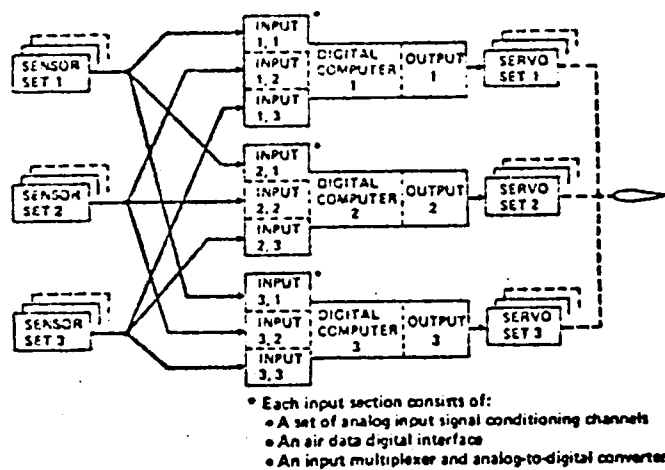 SENSOR
SET 1
INPUT
1, 1
INPUT
1, 2
INPUT
1, 3
DIGITAL
COMPUTER
1
OUTPUT
1
SERVO
SET 1
SENSOR
SET 2
INPUT
2, 1
INPUT
2, 2
INPUT
2, 3
DIGITAL
COMPUTER
2
OUTPUT
2
SERVO
SET 2
SENSOR
SET 3
INPUT
3, 1
INPUT
3, 2
INPUT
3, 3
DIGITAL
COMPUTER
3
OUTPUT
3
SERVO
SET 3
* Each input section consists of:
• A set of analog input signal conditioning channels
• An air data digital interface
• An input multiplexer and analog-to-digital converter